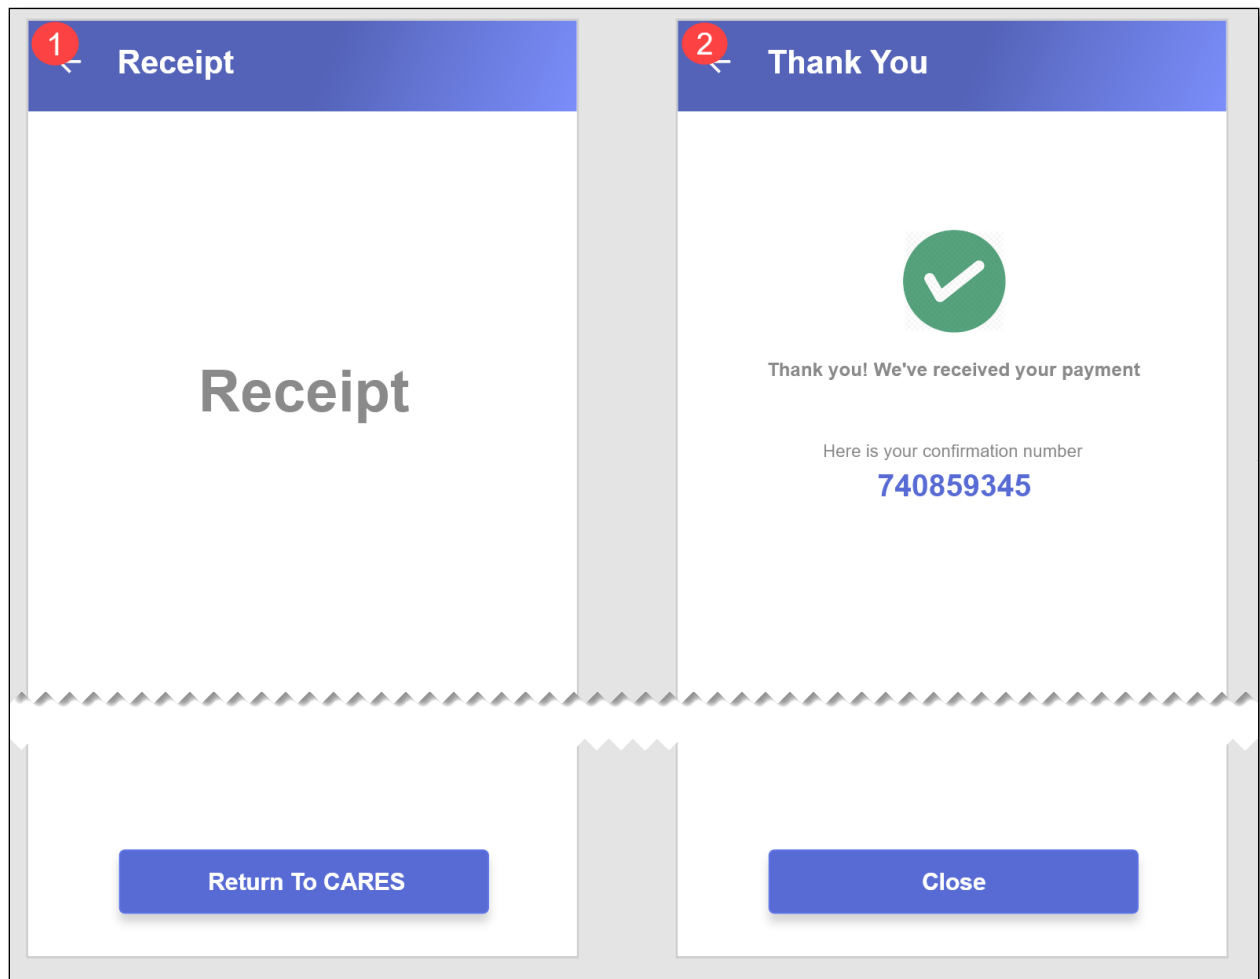 1
Receipt
Receipt
Return To CARES
2
Thank You
Thank you! We've received your payment
Here is your confirmation number
740859345
Close